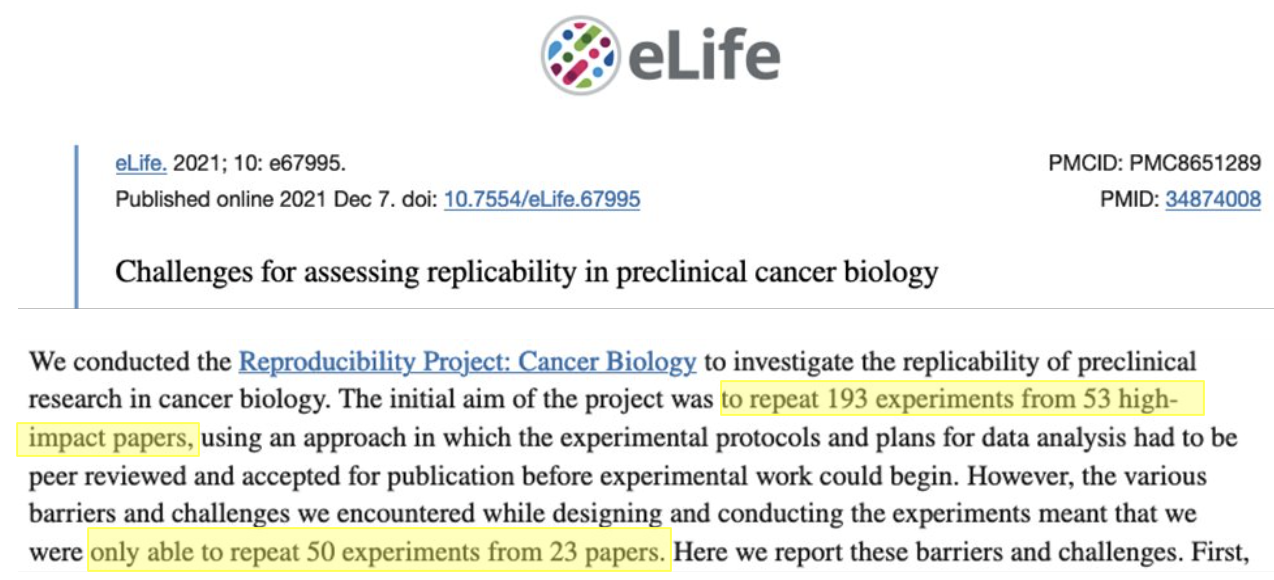 eLife
eLife. 2021; 10: e67995.
PMCID: PMC8651289
Published online 2021 Dec 7. doi: 10.7554/eLife.67995
PMID: 34874008
Challenges for assessing replicability in preclinical cancer biology
We conducted the Reproducibility Project: Cancer Biology to investigate the replicability of preclinical
research in cancer biology. The initial aim of the project was to repeat 193 experiments from 53 high-
impact papers, using an approach in which the experimental protocols and plans for data analysis had to be
peer reviewed and accepted for publication before experimental work could begin. However, the various
barriers and challenges we encountered while designing and conducting the experiments meant that we
were only able to repeat 50 experiments from 23 papers. Here we report these barriers and challenges. First,